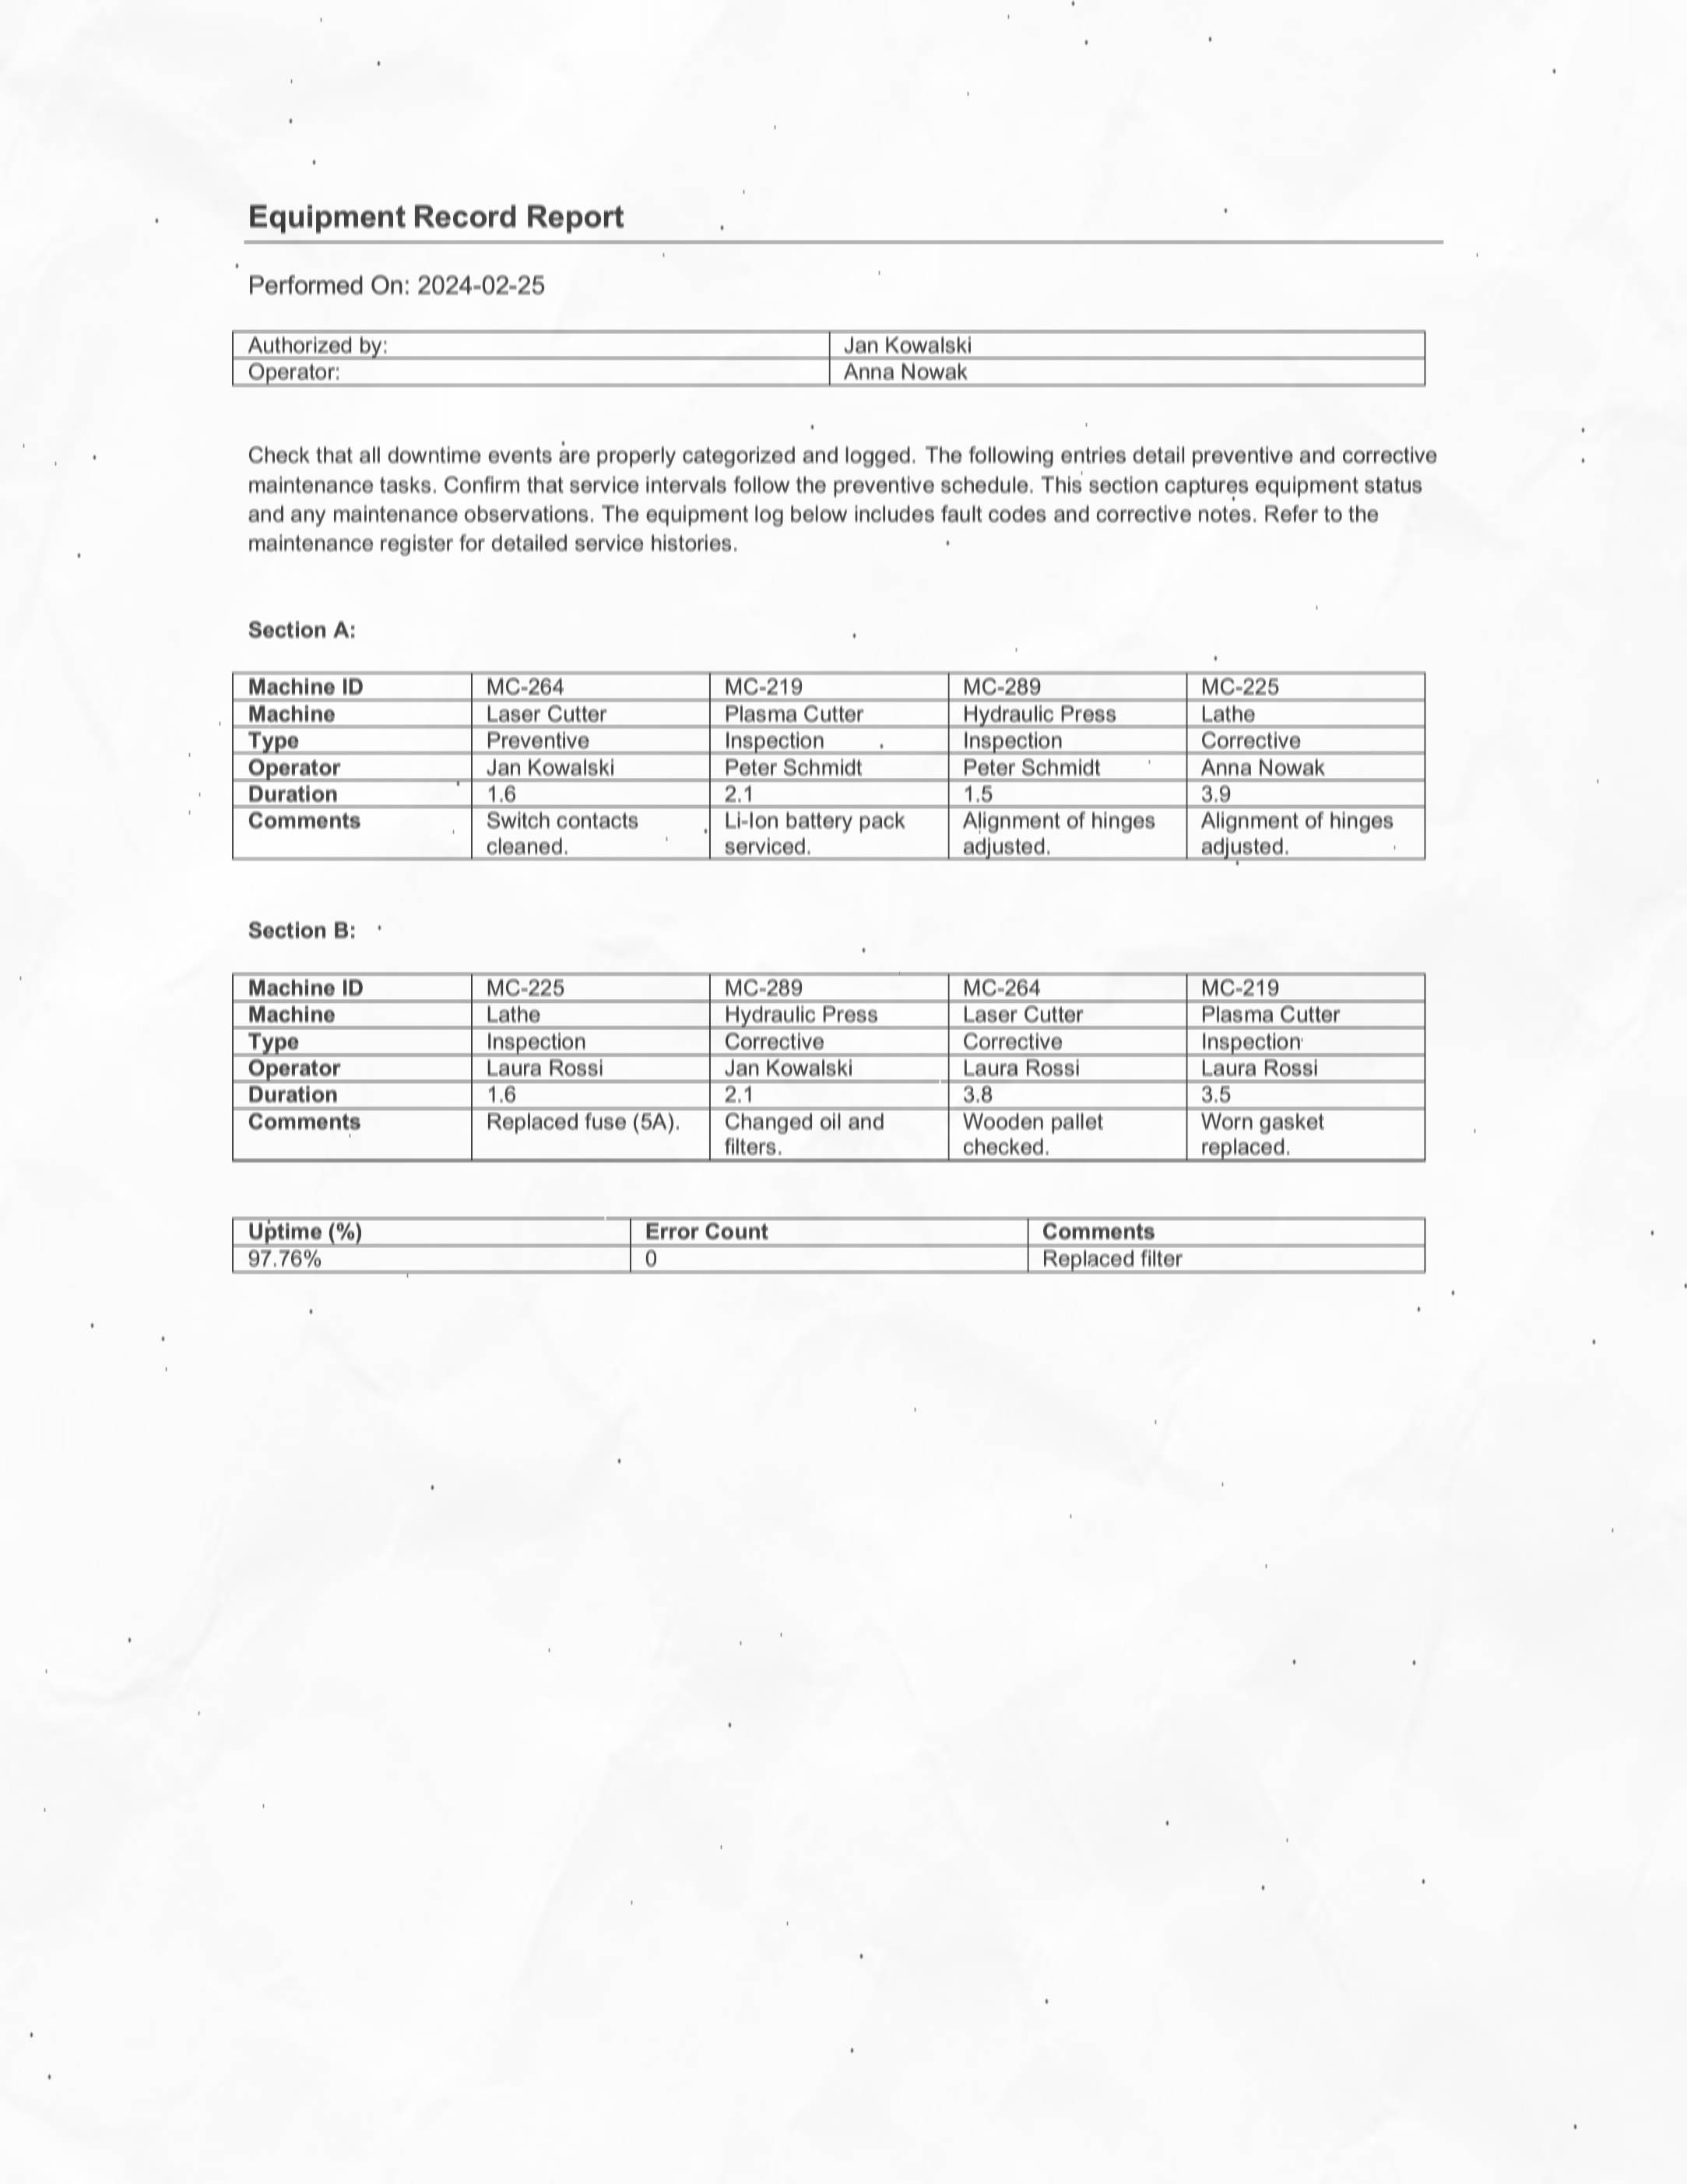 Equipment Record Report
Performed On: 2024-02-25
Authorized by: Jan Kowalski
Operator: Anna Nowak
Check that all downtime events are properly categorized and logged. The following entries detail preventive and corrective
maintenance tasks. Confirm that service intervals follow the preventive schedule. This section captures equipment status
and any maintenance observations. The equipment log below includes fault codes and corrective notes. Refer to the
maintenance register for detailed service histories.
Section A:
Machine ID MC-264 MC-219 MC-289 MC-225
Machine Laser Cutter Plasma Cutter Hydraulic Press Lathe
Type Preventive Inspection Inspection Corrective
Operator Jan Kowalski Peter Schmidt Peter Schmidt Anna Nowak
Duration 1.6 2.1 1.5 3.9
Comments Switch contacts Li-Ion battery pack Alignment of hinges Alignment of hinges
cleaned. serviced. adjusted. adjusted.
Section B:
Machine ID MC-225 MC-289 MC-264 MC-219
Machine Lathe Hydraulic Press Laser Cutter Plasma Cutter
Type Inspection Corrective Corrective Inspection
Operator Laura Rossi Jan Kowalski Laura Rossi Laura Rossi
Duration 1.6 2.1 3.8 3.5
Comments Replaced fuse (5A). Changed oil and Wooden pallet Worn gasket
filters. checked. replaced.
Uptime (%) Error Count Comments
97.76% 0 Replaced filter